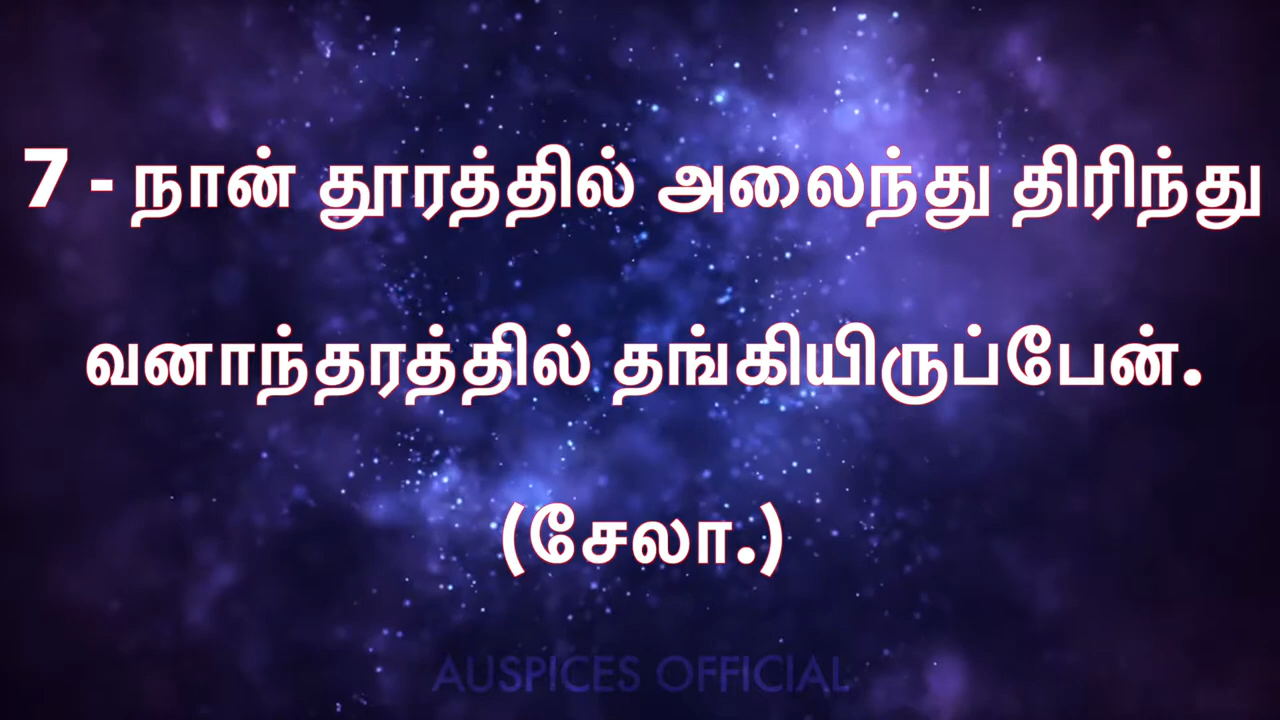 7 - நான் தூரத்தில் அலைந்து திரிந்து
வனாந்தரத்தில் தங்கியிருப்பேன்.
(சேலா.)
AUSPICES OFFICIAL